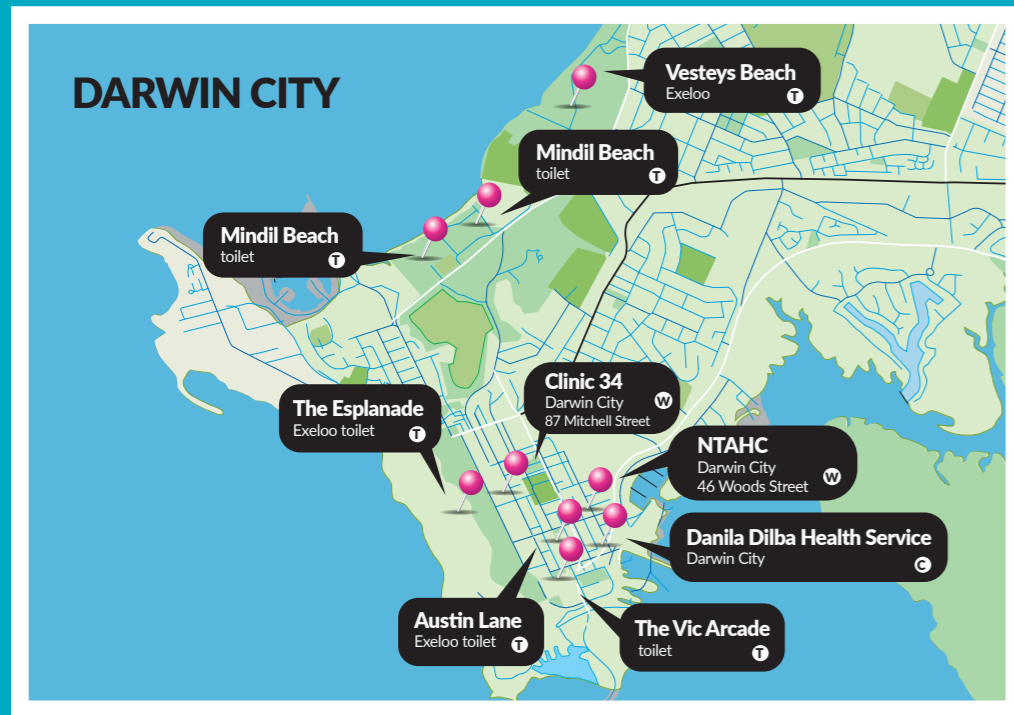 DARWIN CITY
Vesteys Beach
Exeloo
T
Mindil Beach
toilet
T
Mindil Beach
toilet
T
Clinic 34
Darwin City
W
87 Mitchell Street
The Esplanade
Exeloo toilet
T
NTAHC
Darwin City
46 Woods Street
W
Danila Dilba Health Service
Darwin City
C
Austin Lane
Exeloo toilet
T
The Vic Arcade
toilet
T